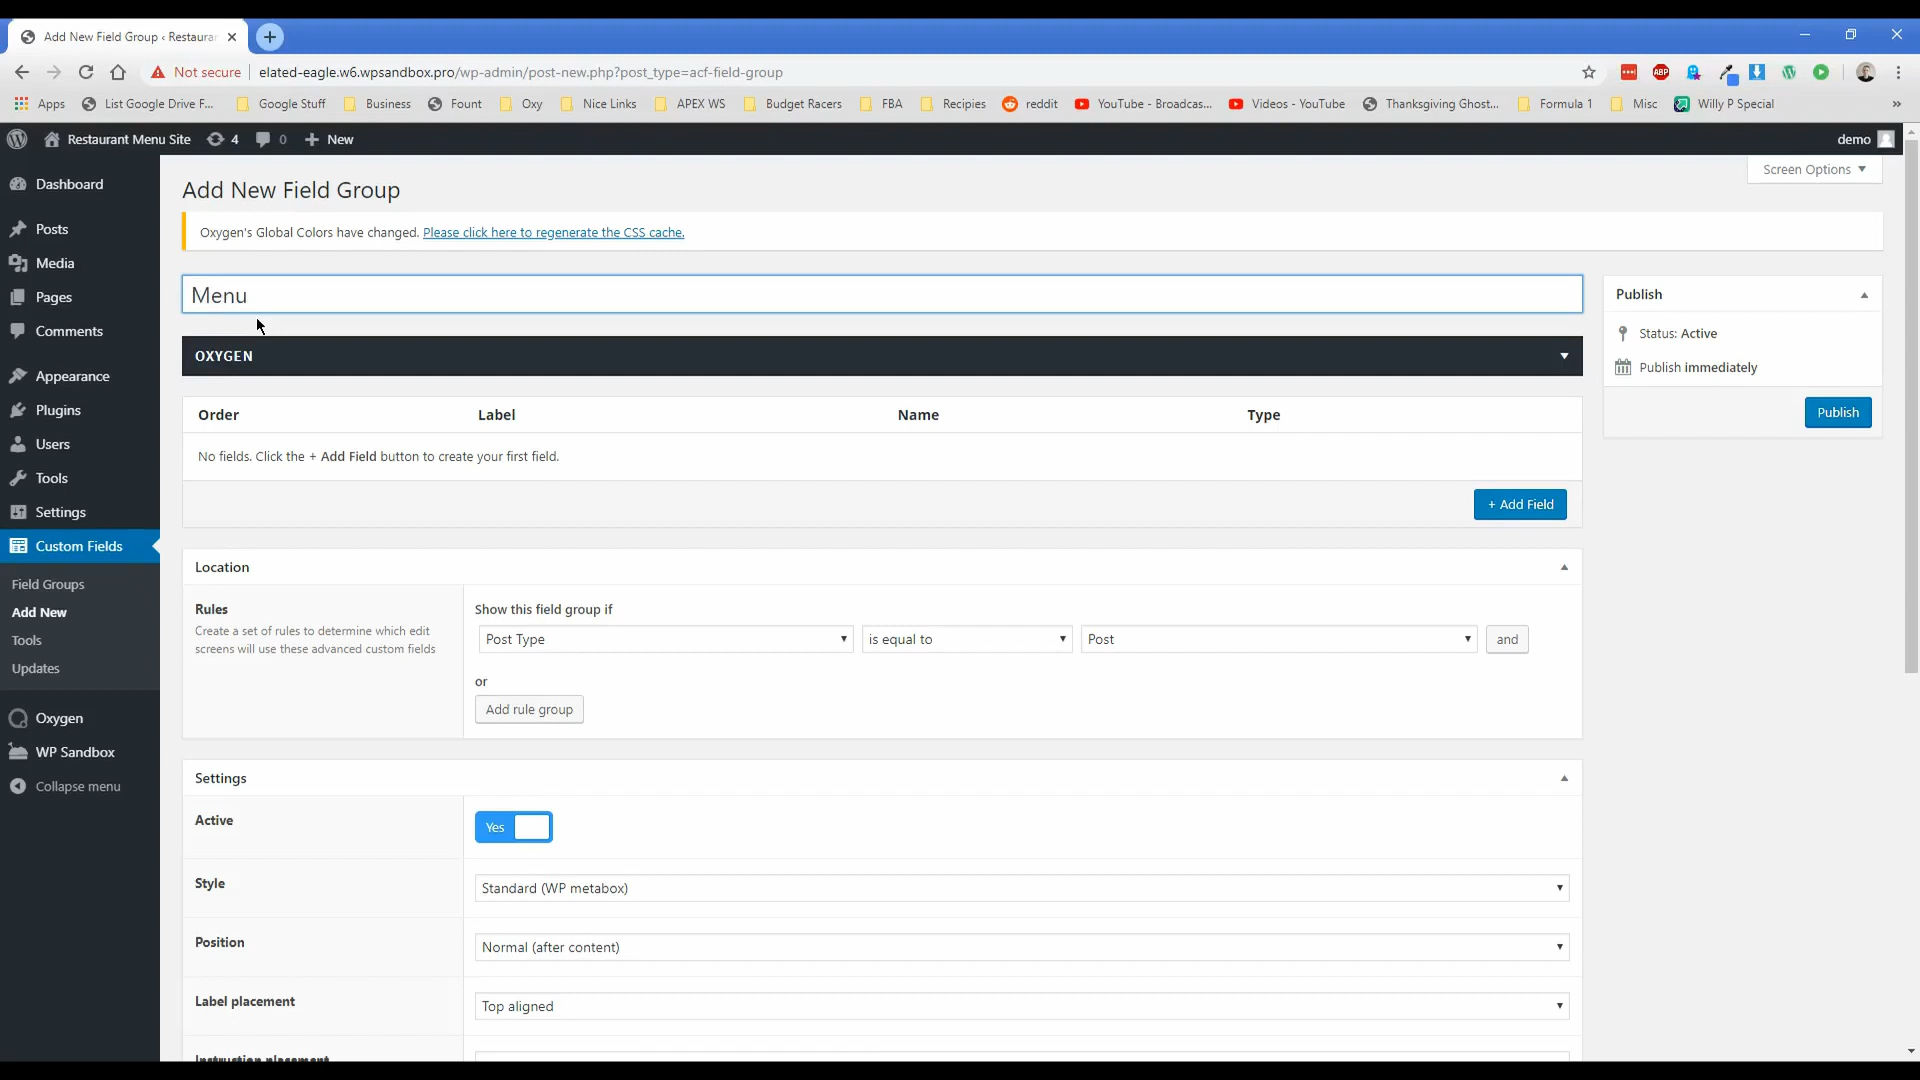 Add New Field Group ‹ Restaura
Not secure | elated-eagle.w6.wpsandbox.pro/wp-admin/post-new.php?post_type=acf-field-group
ABP
Apps List Google Drive F... Google Stuff Business Fount Oxy Nice Links APEX WS Budget Racers FBA Recipies reddit YouTube - Broadcas... Videos - YouTube Thanksgiving Ghost... Formula 1 Misc Willy P Special »
Restaurant Menu Site 4 0 + New demo
Screen Options
Dashboard
Posts
Media
Pages
Comments
Appearance
Plugins
Users
Tools
Settings
Custom Fields
Field Groups
Add New
Tools
Updates
Oxygen
WP Sandbox
Collapse menu
Add New Field Group
Oxygen's Global Colors have changed. Please click here to regenerate the CSS cache.
Menu
OXYGEN
Order Label Name Type
No fields. Click the + Add Field button to create your first field.
+ Add Field
Location
Rules
Create a set of rules to determine which edit
screens will use these advanced custom fields
Show this field group if
Post Type is equal to Post and
or
Add rule group
Settings
Active Yes
Style Standard (WP metabox)
Position Normal (after content)
Label placement Top aligned
Instruction placement
Publish
Status: Active
Publish immediately
Publish